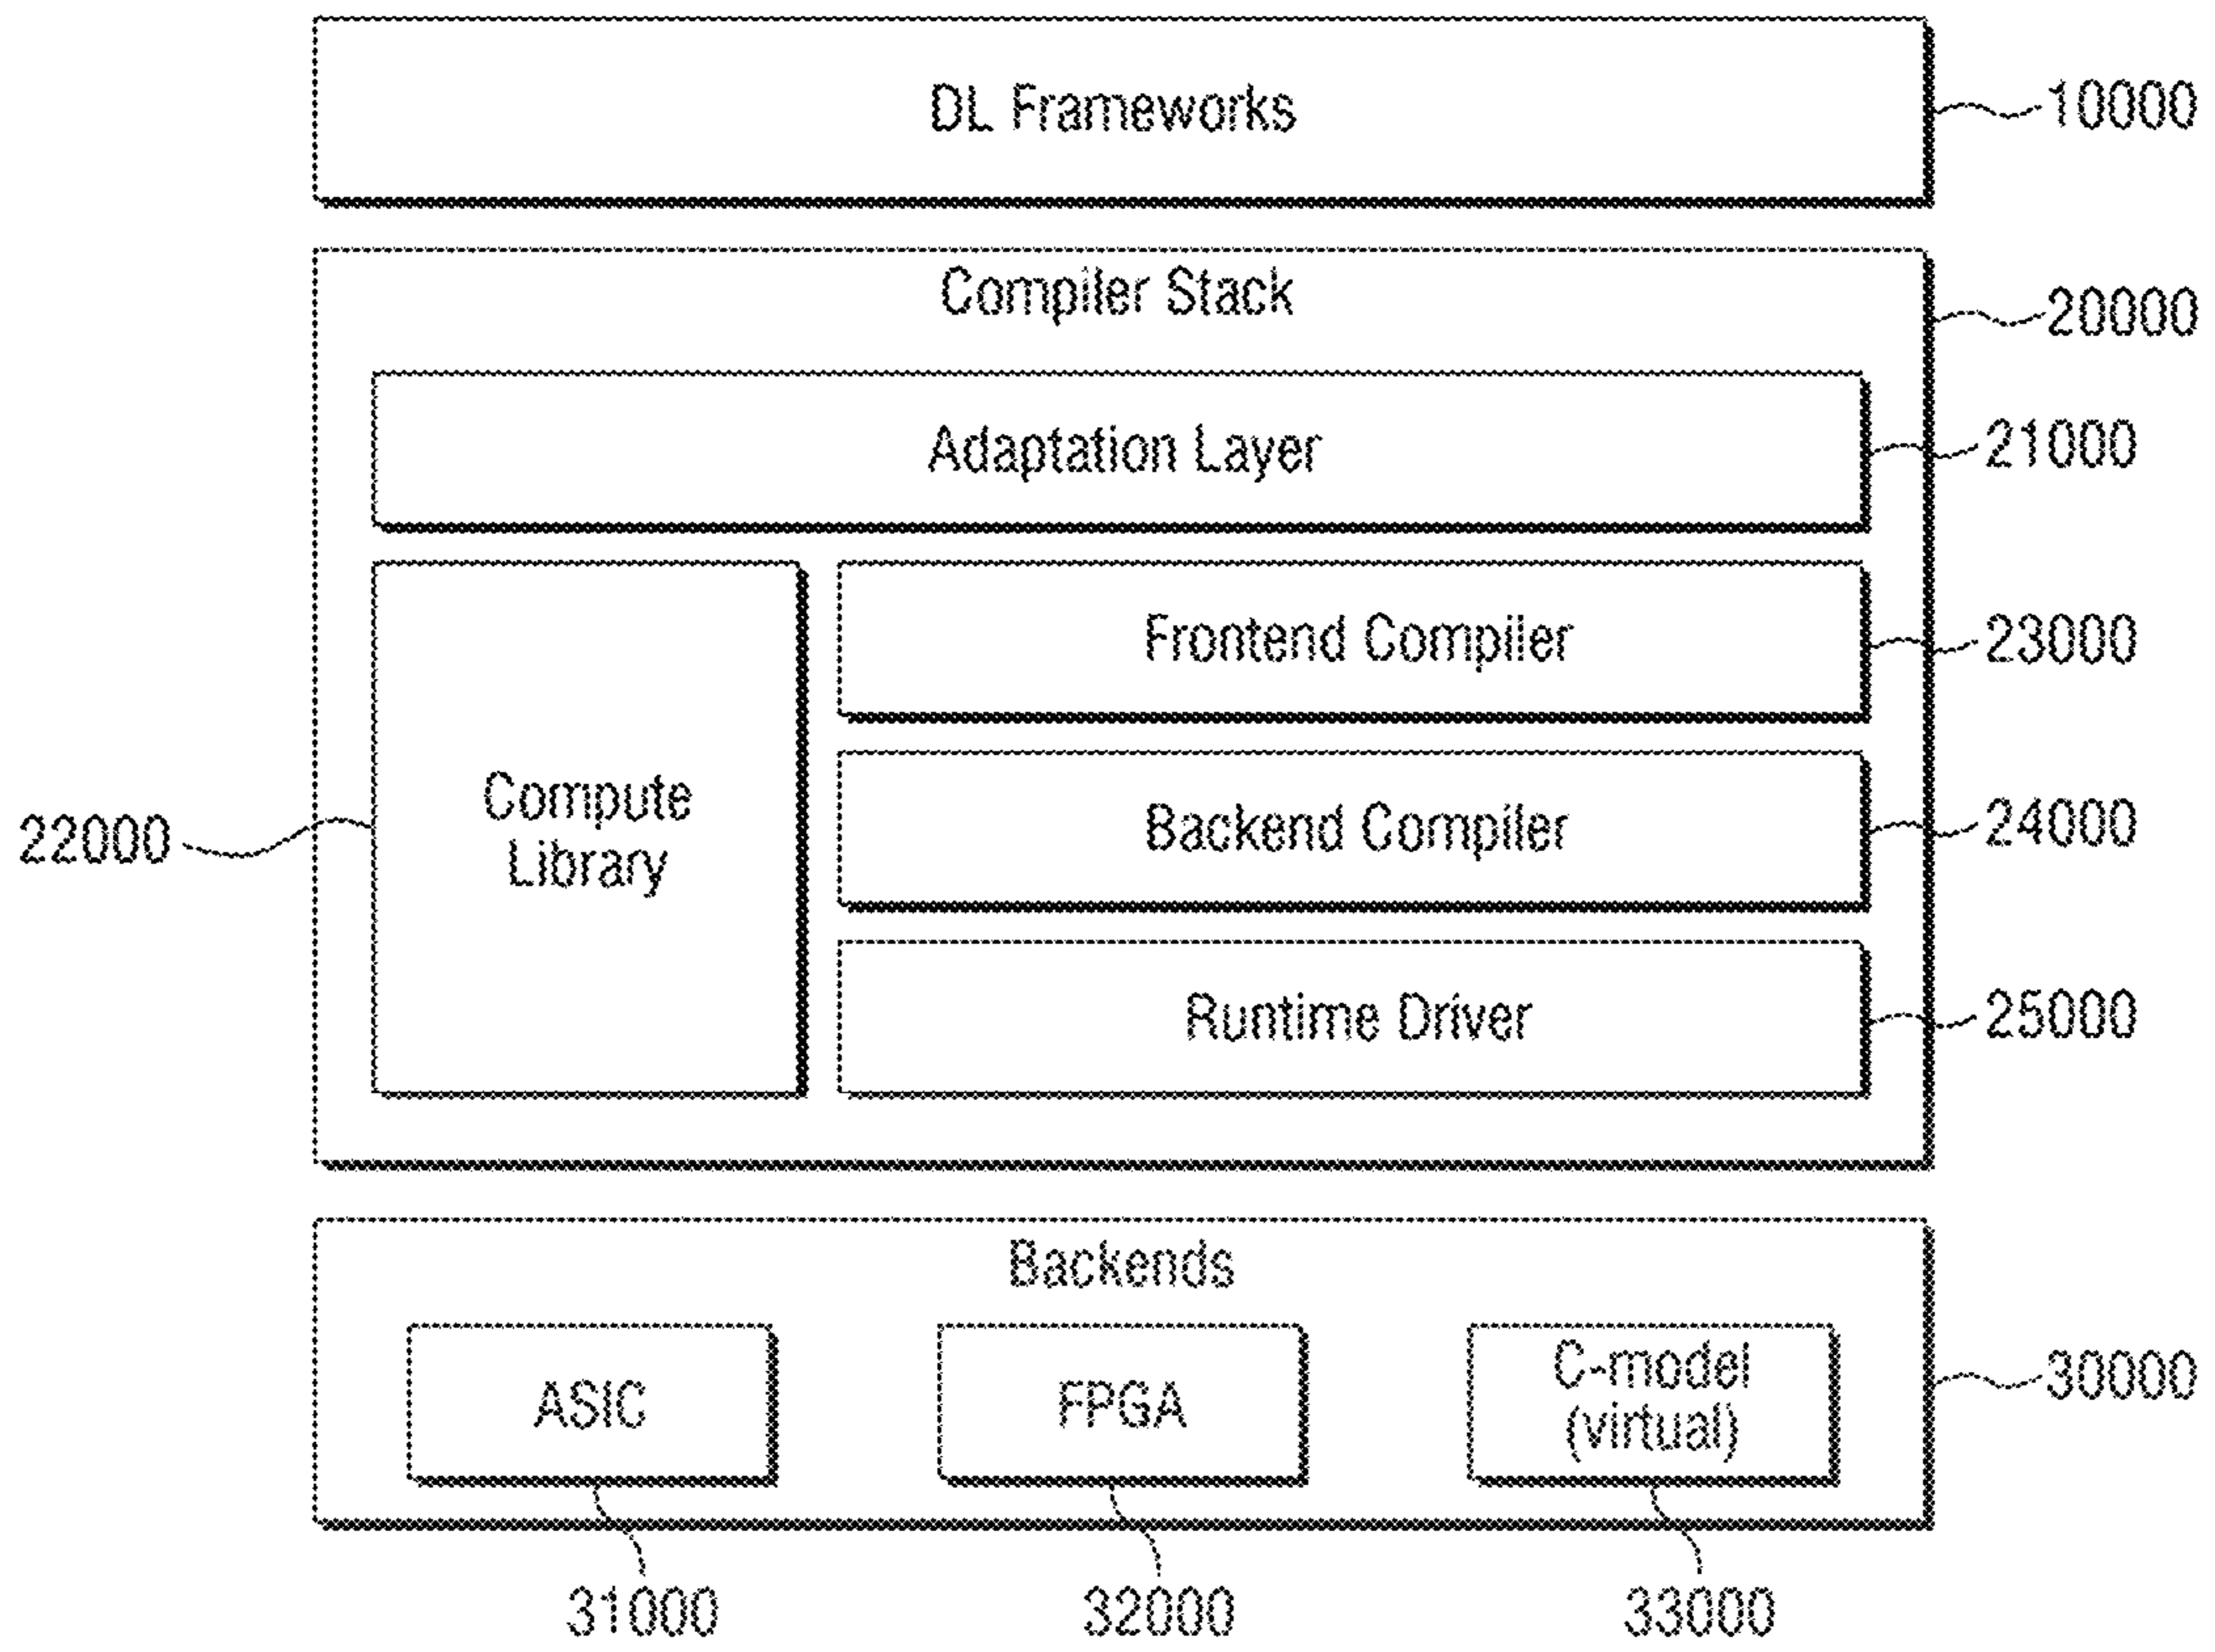 DL Frameworks
10000
Compiler Stack
20000
Adaptation Layer
21000
Frontend Compiler
23000
Compute
Library
22000
Backend Compiler
24000
Runtime Driver
25000
Backends
30000
ASIC
FPGA
C-model
(virtual)
31000
32000
33000